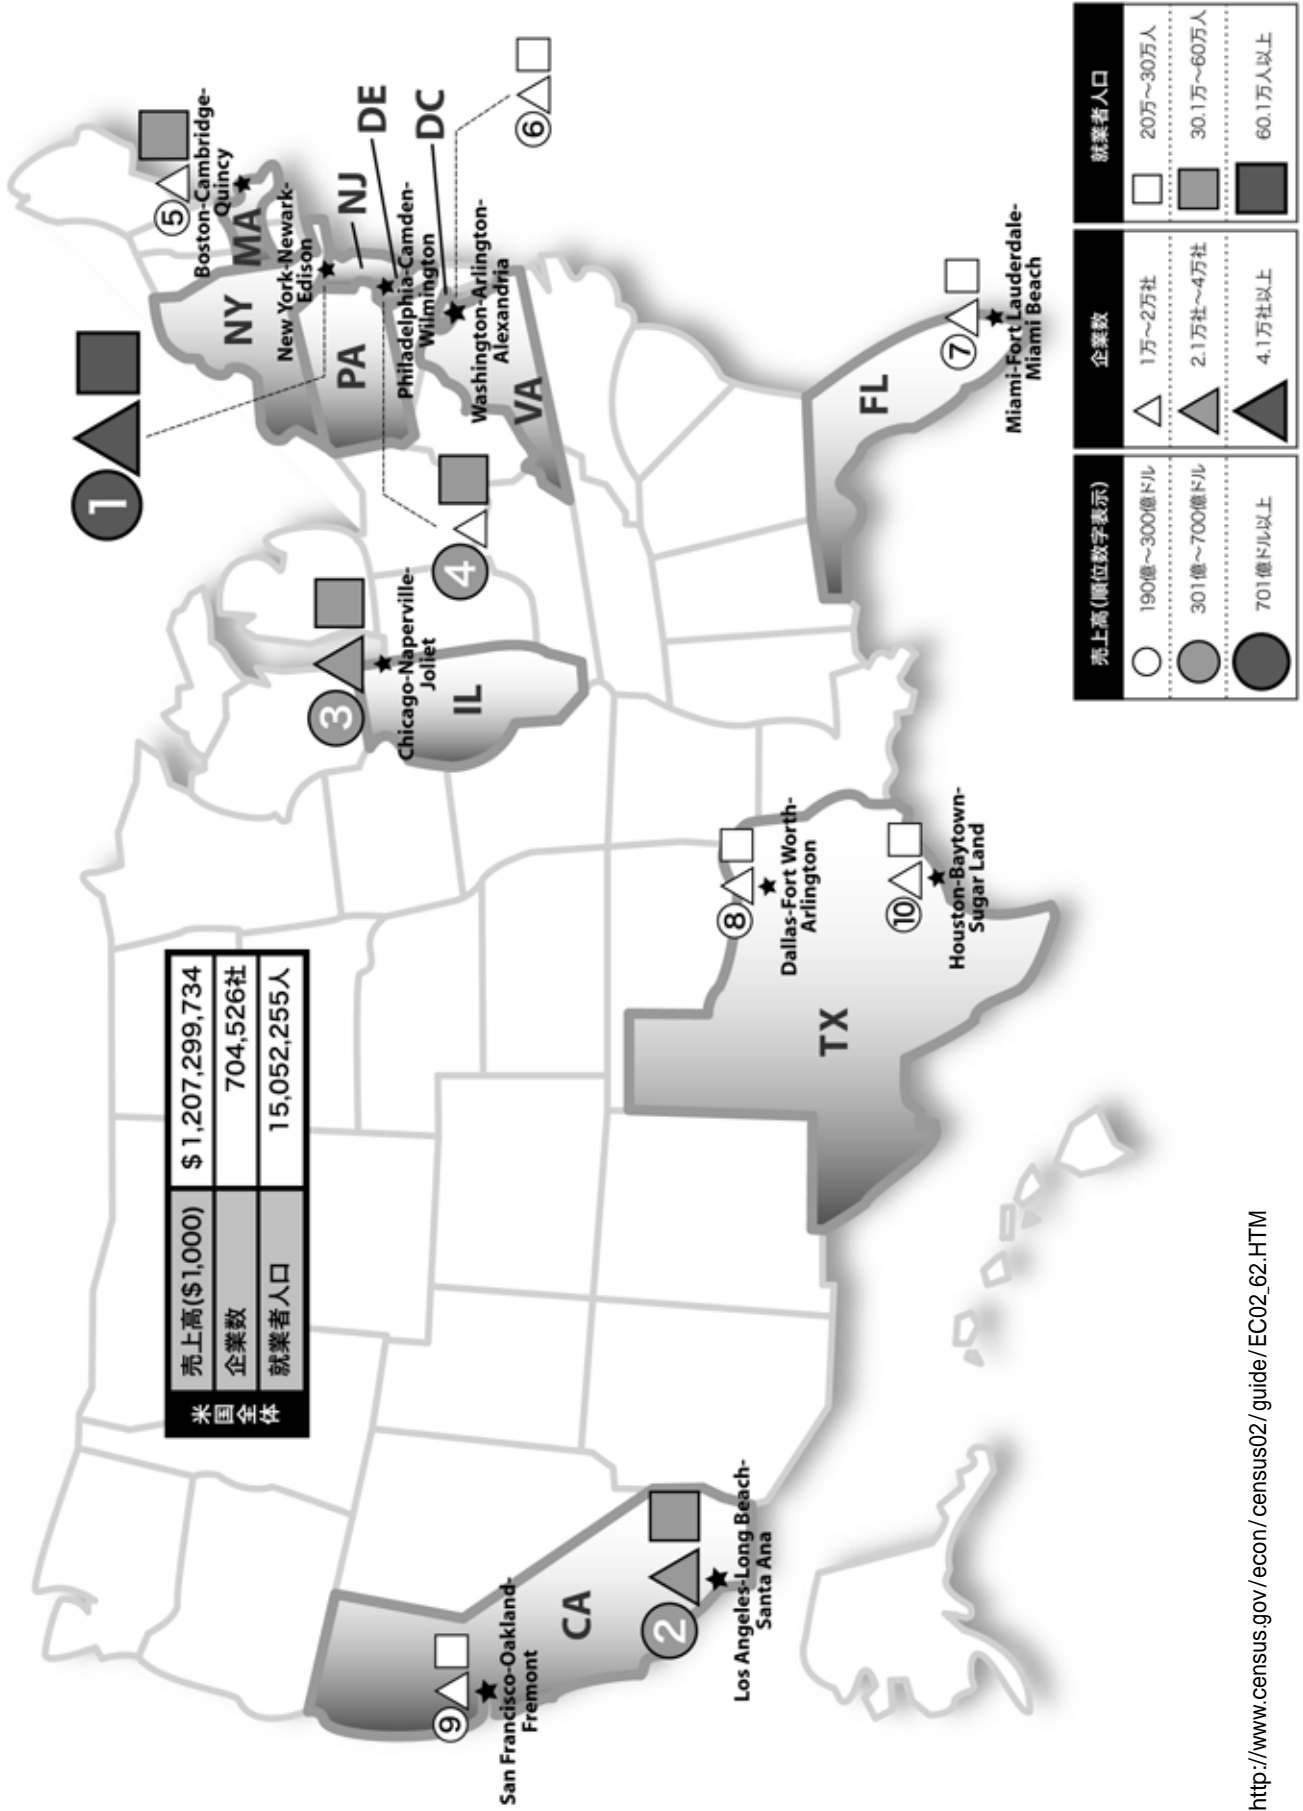 米国全体
売上高($1,000)
$1,207,299,734
企業数
704,526社
就業者人口
15,052,255人
①
②
③
④
⑤
⑥
⑦
⑧
⑨
⑩
Boston-Cambridge-
Quincy
MA
New York-Newark-
Edison
NY
NJ
DE
DC
PA
Philadelphia-Camden-
Wilmington
Washington-Arlington-
Alexandria
VA
Chicago-Naperville-
Joliet
IL
FL
Miami-Fort Lauderdale-
Miami Beach
Dallas-Fort Worth-
Arlington
TX
Houston-Baytown-
Sugar Land
San Francisco-Oakland-
Fremont
CA
Los Angeles-Long Beach-
Santa Ana
売上高(順位数字表示)
190億〜300億ドル
301億〜700億ドル
701億ドル以上
企業数
1万〜2万社
2.1万社〜4万社
4.1万社以上
就業者人口
20万〜30万人
30.1万〜60万人
60.1万人以上
http://www.census.gov/econ/census02/guide/EC02_62.HTM